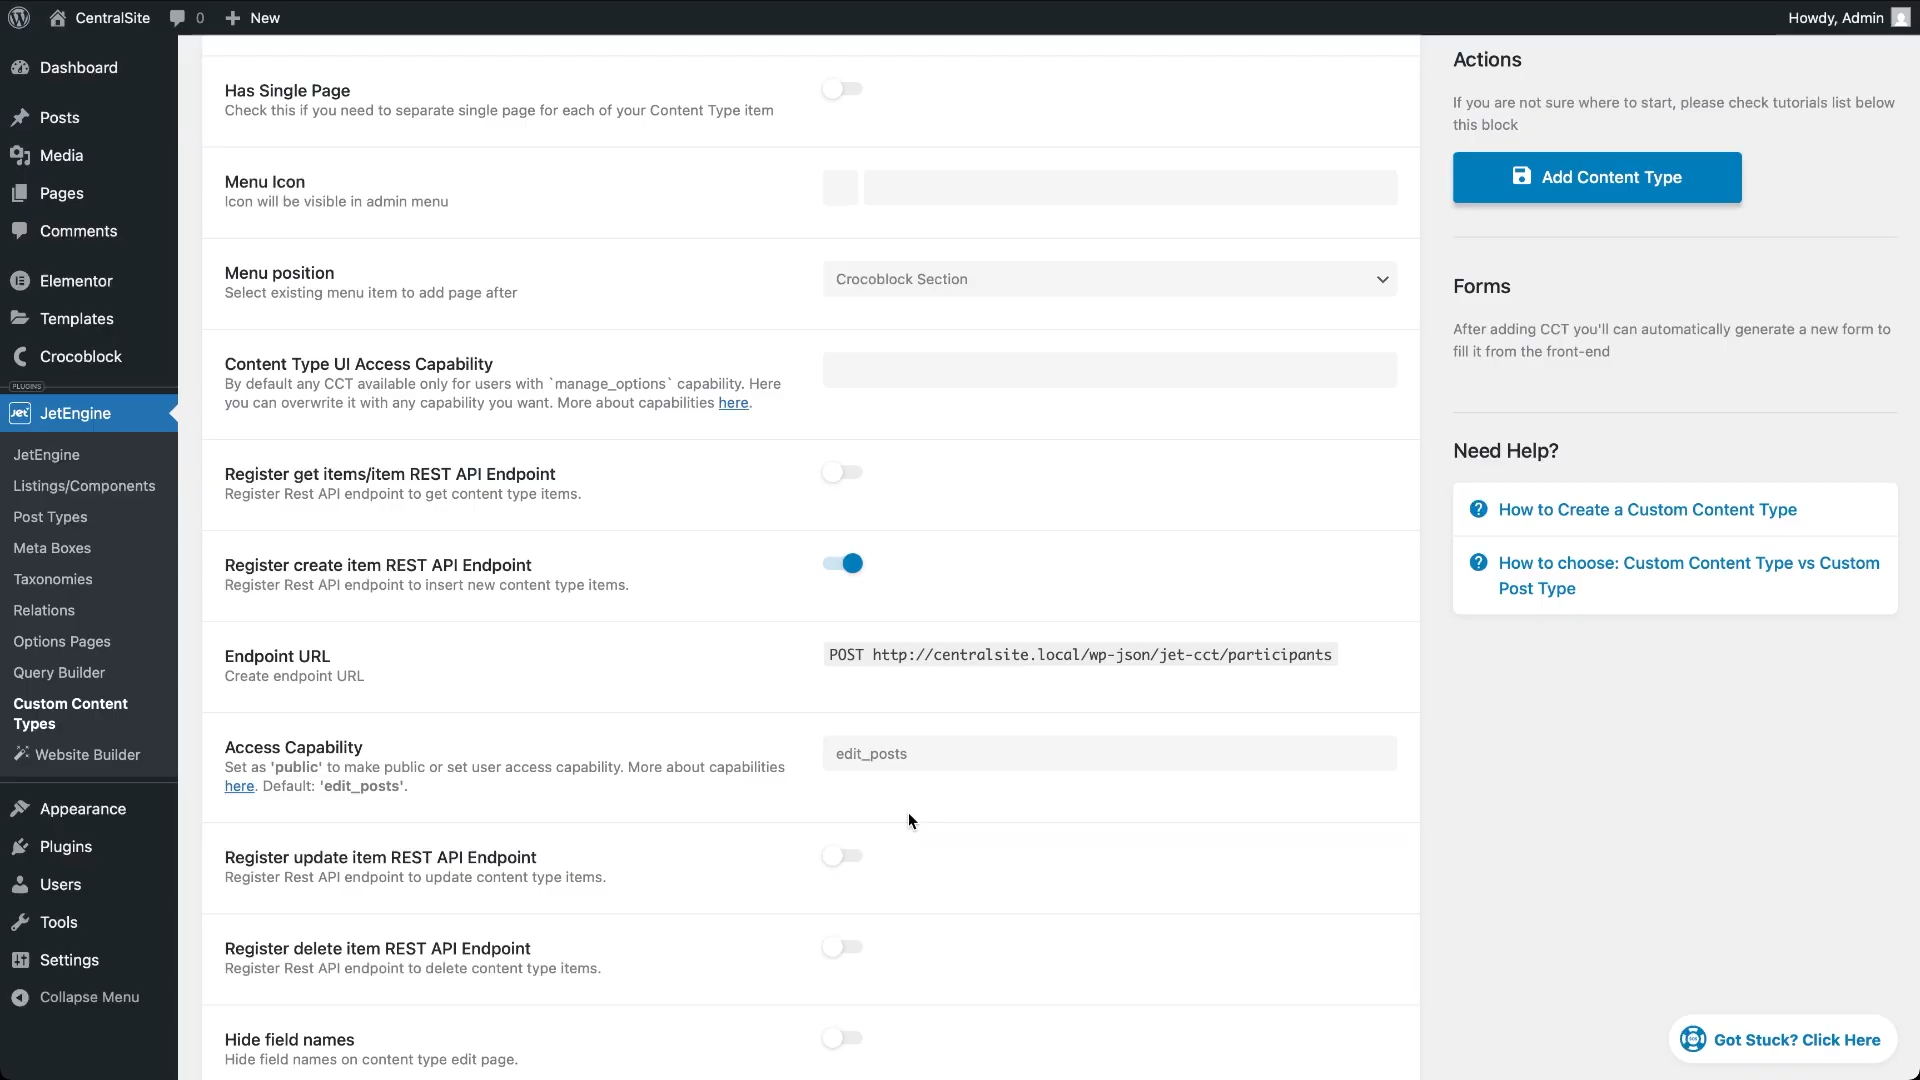 CentralSite
0
New
Howdy, Admin
Dashboard
Posts
Media
Pages
Comments
Elementor
Templates
Crocoblock
PLUGINS
Jet
JetEngine
JetEngine
Listings/Components
Post Types
Meta Boxes
Taxonomies
Relations
Options Pages
Query Builder
Custom Content
Types
Website Builder
Appearance
Plugins
Users
Tools
Settings
Collapse Menu
Has Single Page
Check this if you need to separate single page for each of your Content Type item
Menu Icon
Icon will be visible in admin menu
Menu position
Select existing menu item to add page after
Crocoblock Section
Content Type UI Access Capability
By default any CCT available only for users with `manage_options` capability. Here
you can overwrite it with any capability you want. More about capabilities here.
Register get items/item REST API Endpoint
Register Rest API endpoint to get content type items.
Register create item REST API Endpoint
Register Rest API endpoint to insert new content type items.
Endpoint URL
Create endpoint URL
POST http://centralsite.local/wp-json/jet-cct/participants
Access Capability
Set as 'public' to make public or set user access capability. More about capabilities
here. Default: 'edit_posts'.
edit_posts
Register update item REST API Endpoint
Register Rest API endpoint to update content type items.
Register delete item REST API Endpoint
Register Rest API endpoint to delete content type items.
Hide field names
Hide field names on content type edit page.
Actions
If you are not sure where to start, please check tutorials list below
this block
Add Content Type
Forms
After adding CCT you'll can automatically generate a new form to
fill it from the front-end
Need Help?
How to Create a Custom Content Type
How to choose: Custom Content Type vs Custom
Post Type
Got Stuck? Click Here